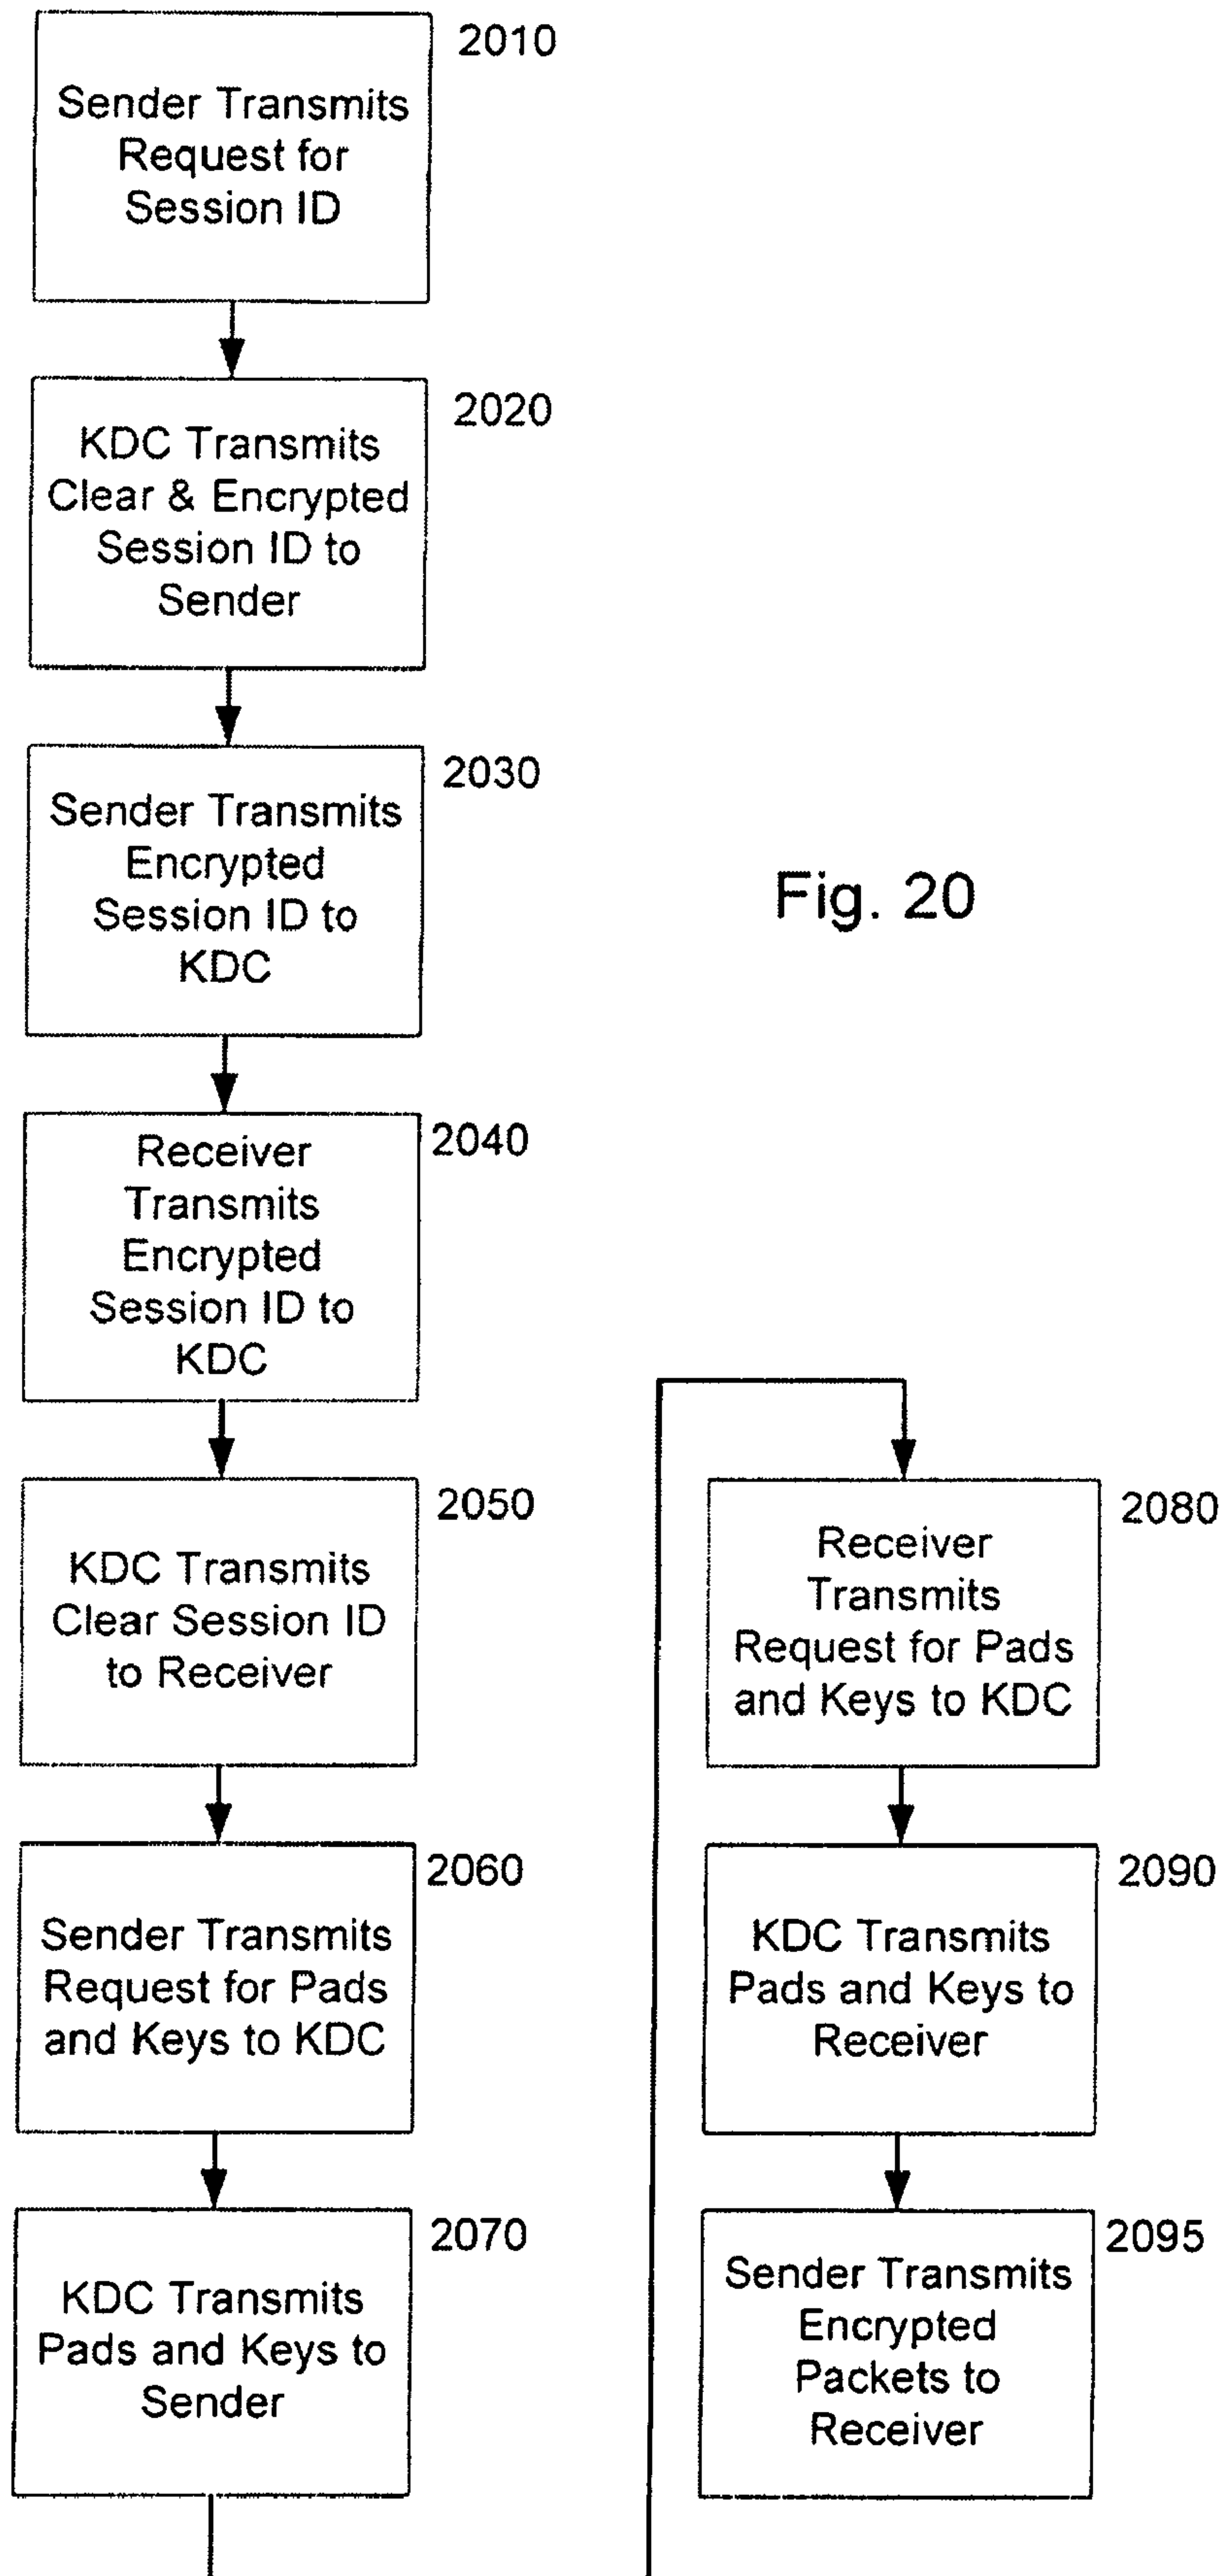 2010
Sender Transmits
Request for
Session ID
2020
KDC Transmits
Clear & Encrypted
Session ID to
Sender
2030
Sender Transmits
Encrypted
Session ID to
KDC
Fig. 20
2040
Receiver
Transmits
Encrypted
Session ID to
KDC
2050
KDC Transmits
Clear Session ID
to Receiver
2060
Sender Transmits
Request for Pads
and Keys to KDC
2070
KDC Transmits
Pads and Keys to
Sender
2080
Receiver
Transmits
Request for Pads
and Keys to KDC
2090
KDC Transmits
Pads and Keys to
Receiver
2095
Sender Transmits
Encrypted
Packets to
Receiver